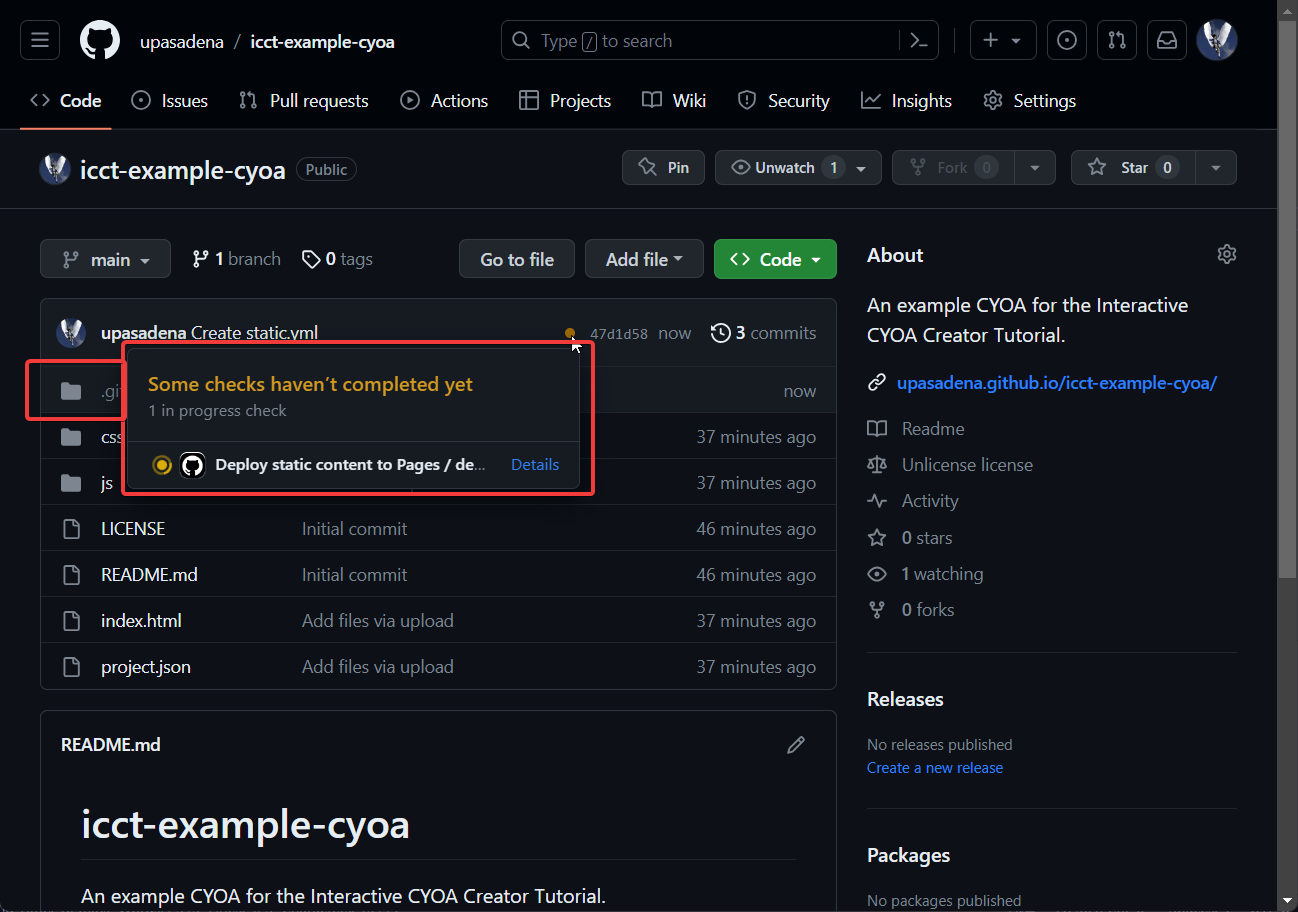 upasadena / icct-example-cyoa
Type / to search
Code Issues Pull requests Actions Projects Wiki Security Insights Settings
icct-example-cyoa Public
Pin Unwatch 1 Fork 0 Star 0
main 1 branch 0 tags Go to file Add file Code
upasadena Create static.yml 47d1d58 now 3 commits
.gi now
Some checks haven’t completed yet
1 in progress check
css 37 minutes ago
Deploy static content to Pages / de... Details
js 37 minutes ago
LICENSE Initial commit 46 minutes ago
README.md Initial commit 46 minutes ago
index.html Add files via upload 37 minutes ago
project.json Add files via upload 37 minutes ago
README.md
icct-example-cyoa
An example CYOA for the Interactive CYOA Creator Tutorial.
About
An example CYOA for the Interactive
CYOA Creator Tutorial.
upasadena.github.io/icct-example-cyoa/
Readme
Unlicense license
Activity
0 stars
1 watching
0 forks
Releases
No releases published
Create a new release
Packages
No packages published